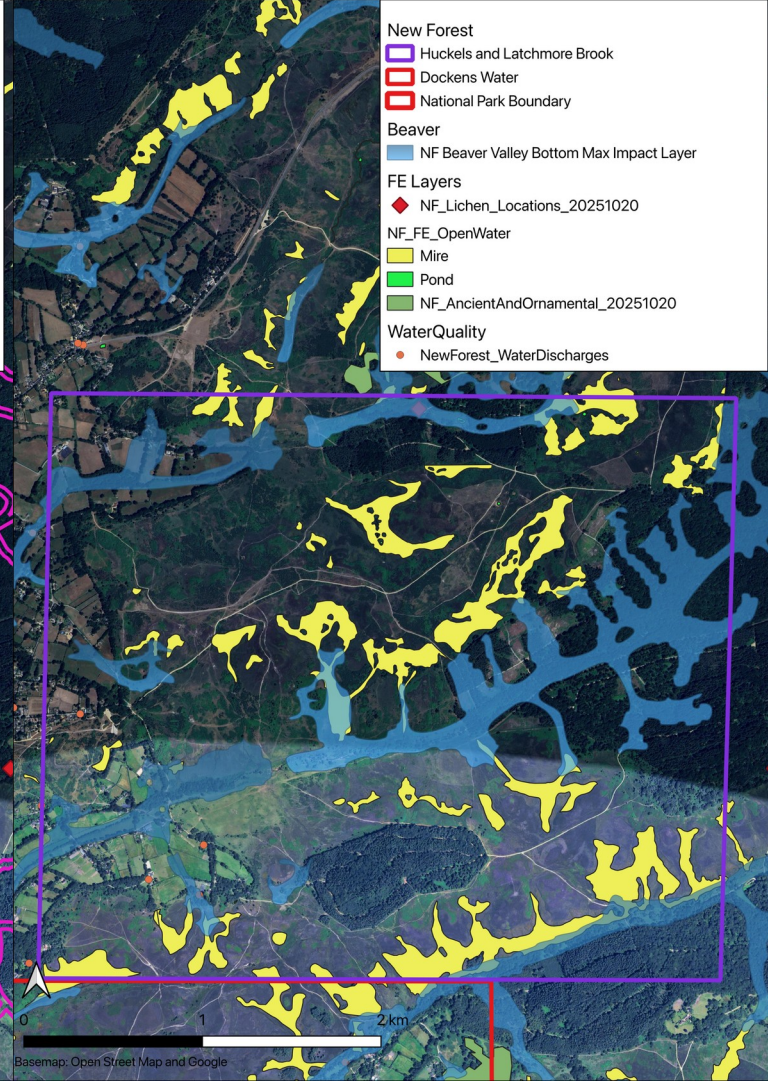 New Forest
Huckels and Latchmore Brook
Dockens Water
National Park Boundary
Beaver
NF Beaver Valley Bottom Max Impact Layer
FE Layers
NF_Lichen_Locations_20251020
NF_FE_OpenWater
Mire
Pond
NF_AncientAndOrnamental_20251020
WaterQuality
NewForest_WaterDischarges
0 1 2 km
Basemap: Open Street Map and Google